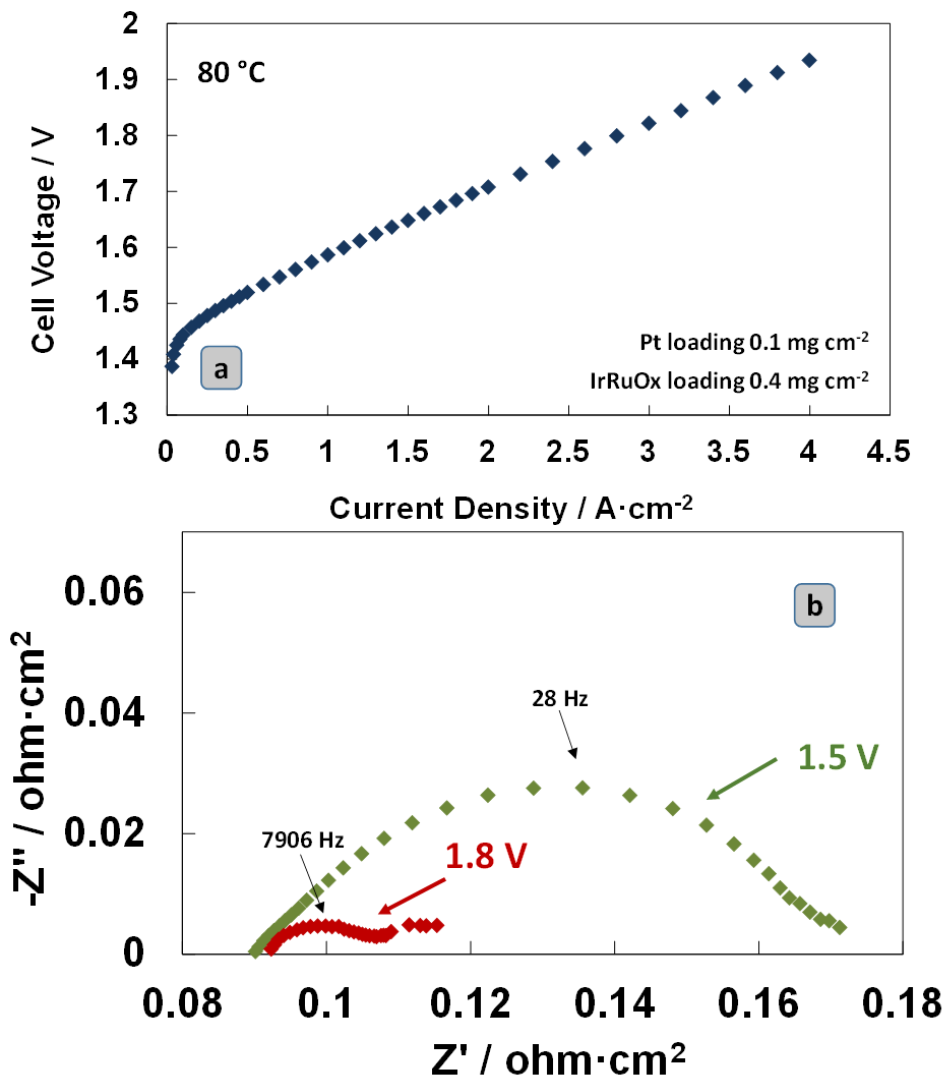 2
1.9
1.8
1.7
1.6
1.5
1.4
1.3
Cell Voltage / V
80 °C
a
Pt loading 0.1 mg cm⁻²
IrRuOx loading 0.4 mg cm⁻²
0 0.5 1 1.5 2 2.5 3 3.5 4 4.5
Current Density / A·cm⁻²
0.06
0.04
0.02
0
-Z'' / ohm·cm²
b
28 Hz
1.5 V
7906 Hz
1.8 V
0.08 0.1 0.12 0.14 0.16 0.18
Z' / ohm·cm²